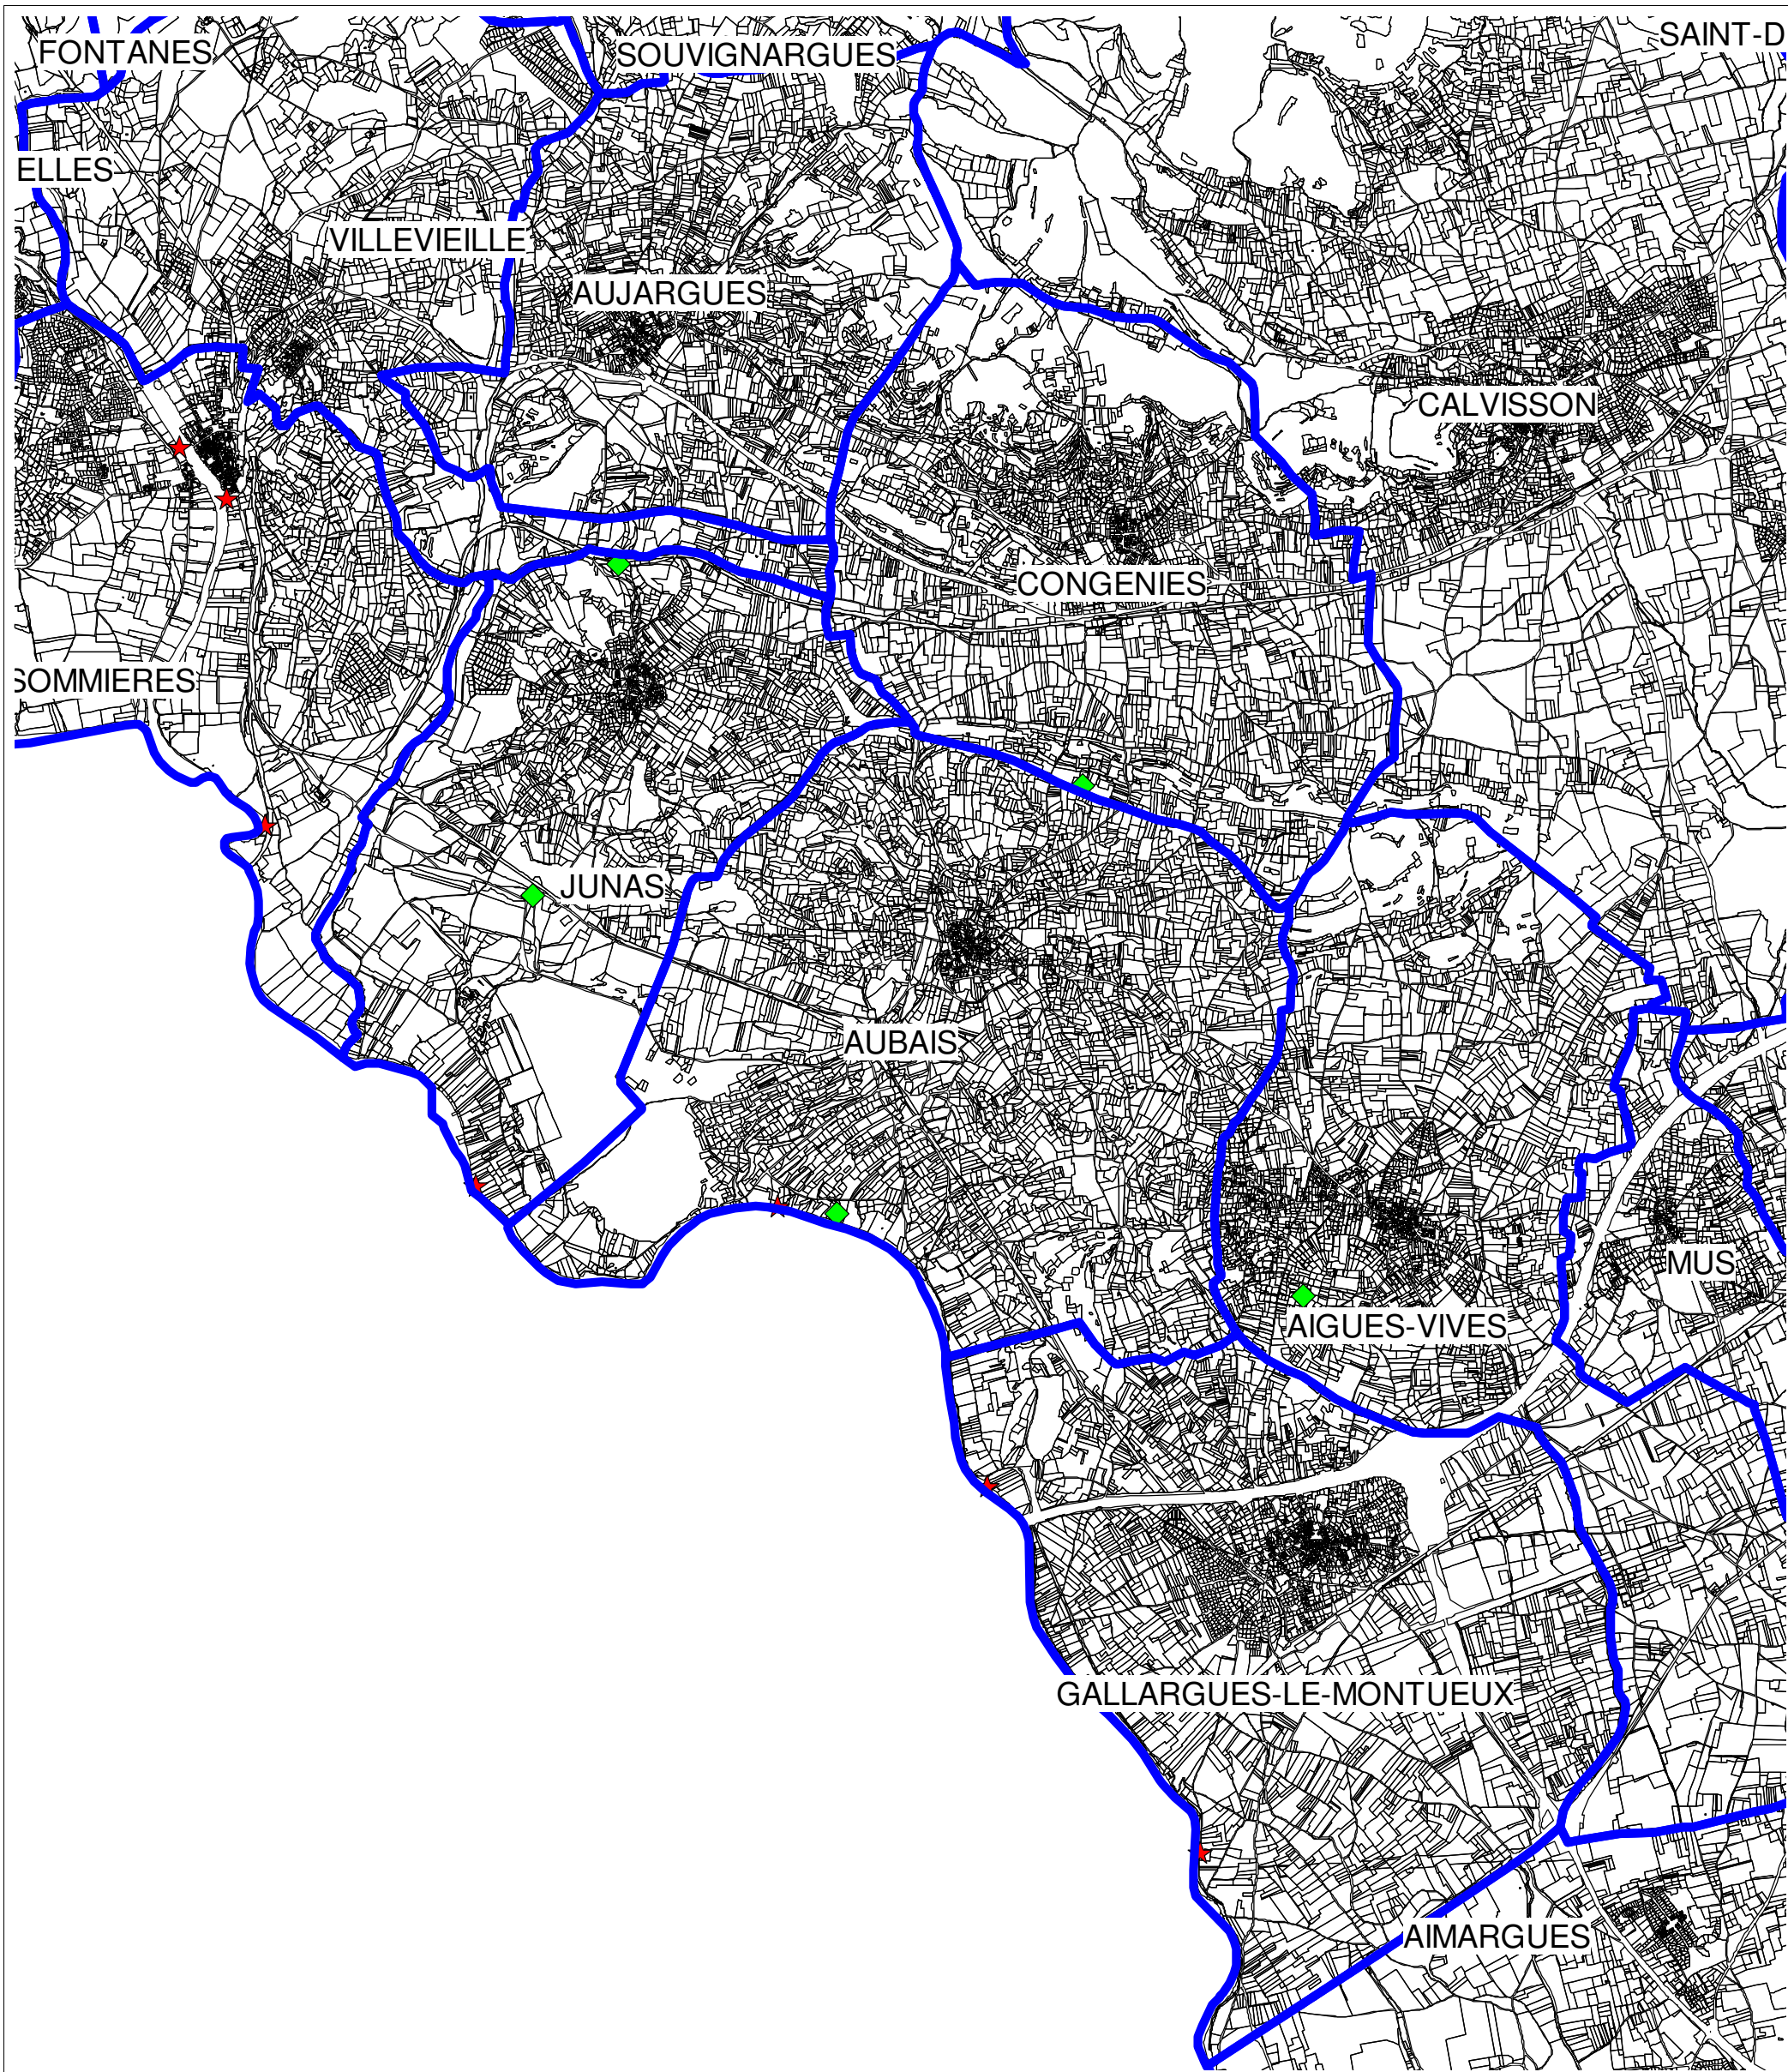 SAINT-D
FONTANES
SOUVIGNARGUES
ELLES
VILLEVIEILLE
AUJARGUES
CALVISSON
CONGENIES
SOMMIERES
JUNAS
AUBAIS
MUS
AIGUES-VIVES
GALLARGUES-LE-MONTUEUX
AIMARGUES